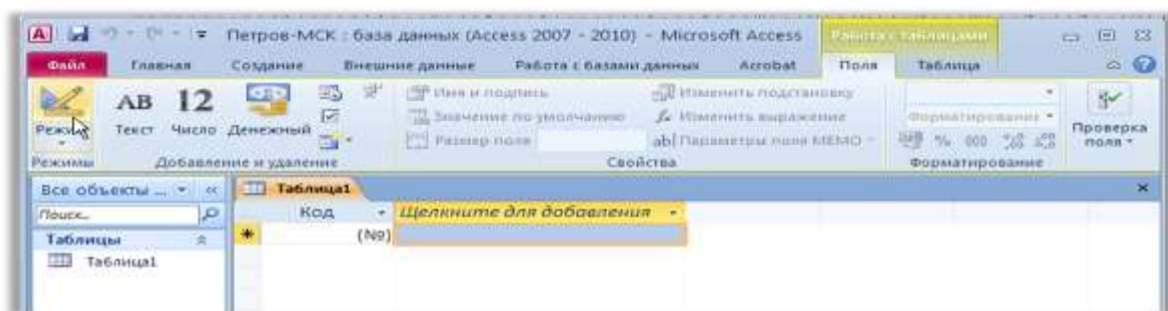 Петров-МСК : база данных (Access 2007 - 2010) - Microsoft Access Работа с таблицами
Файл Главная Создание Внешние данные Работа с базами данных Acrobat Поля Таблица
Режим
AB Текст
12 Число
Денежный
Имя и подпись
Значение по умолчанию
Размер поля
Изменить подстановку
Изменить выражение
ab| Параметры поля МЕМО
Форматирование
% 000
Проверка поля
Режимы Добавление и удаление Свойства Форматирование
Все объекты ... «
Таблица1
Поиск...
Код Щелкните для добавления
Таблицы
* (№)
Таблица1